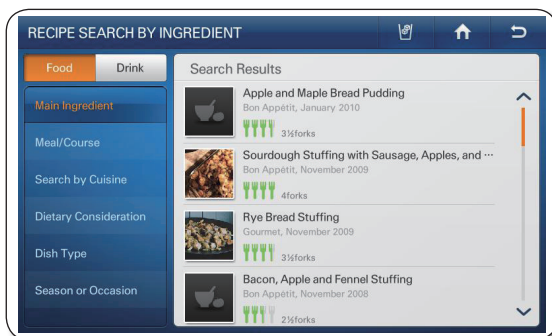 RECIPE SEARCH BY INGREDIENT
Food
Drink
Main Ingredient
Meal/Course
Search by Cuisine
Dietary Consideration
Dish Type
Season or Occasion
Search Results
Apple and Maple Bread Pudding
Bon Appétit, January 2010
3½forks
Sourdough Stuffing with Sausage, Apples, and ···
Bon Appétit, November 2009
4forks
Rye Bread Stuffing
Gourmet, November 2009
3½forks
Bacon, Apple and Fennel Stuffing
Bon Appétit, November 2008
2½forks